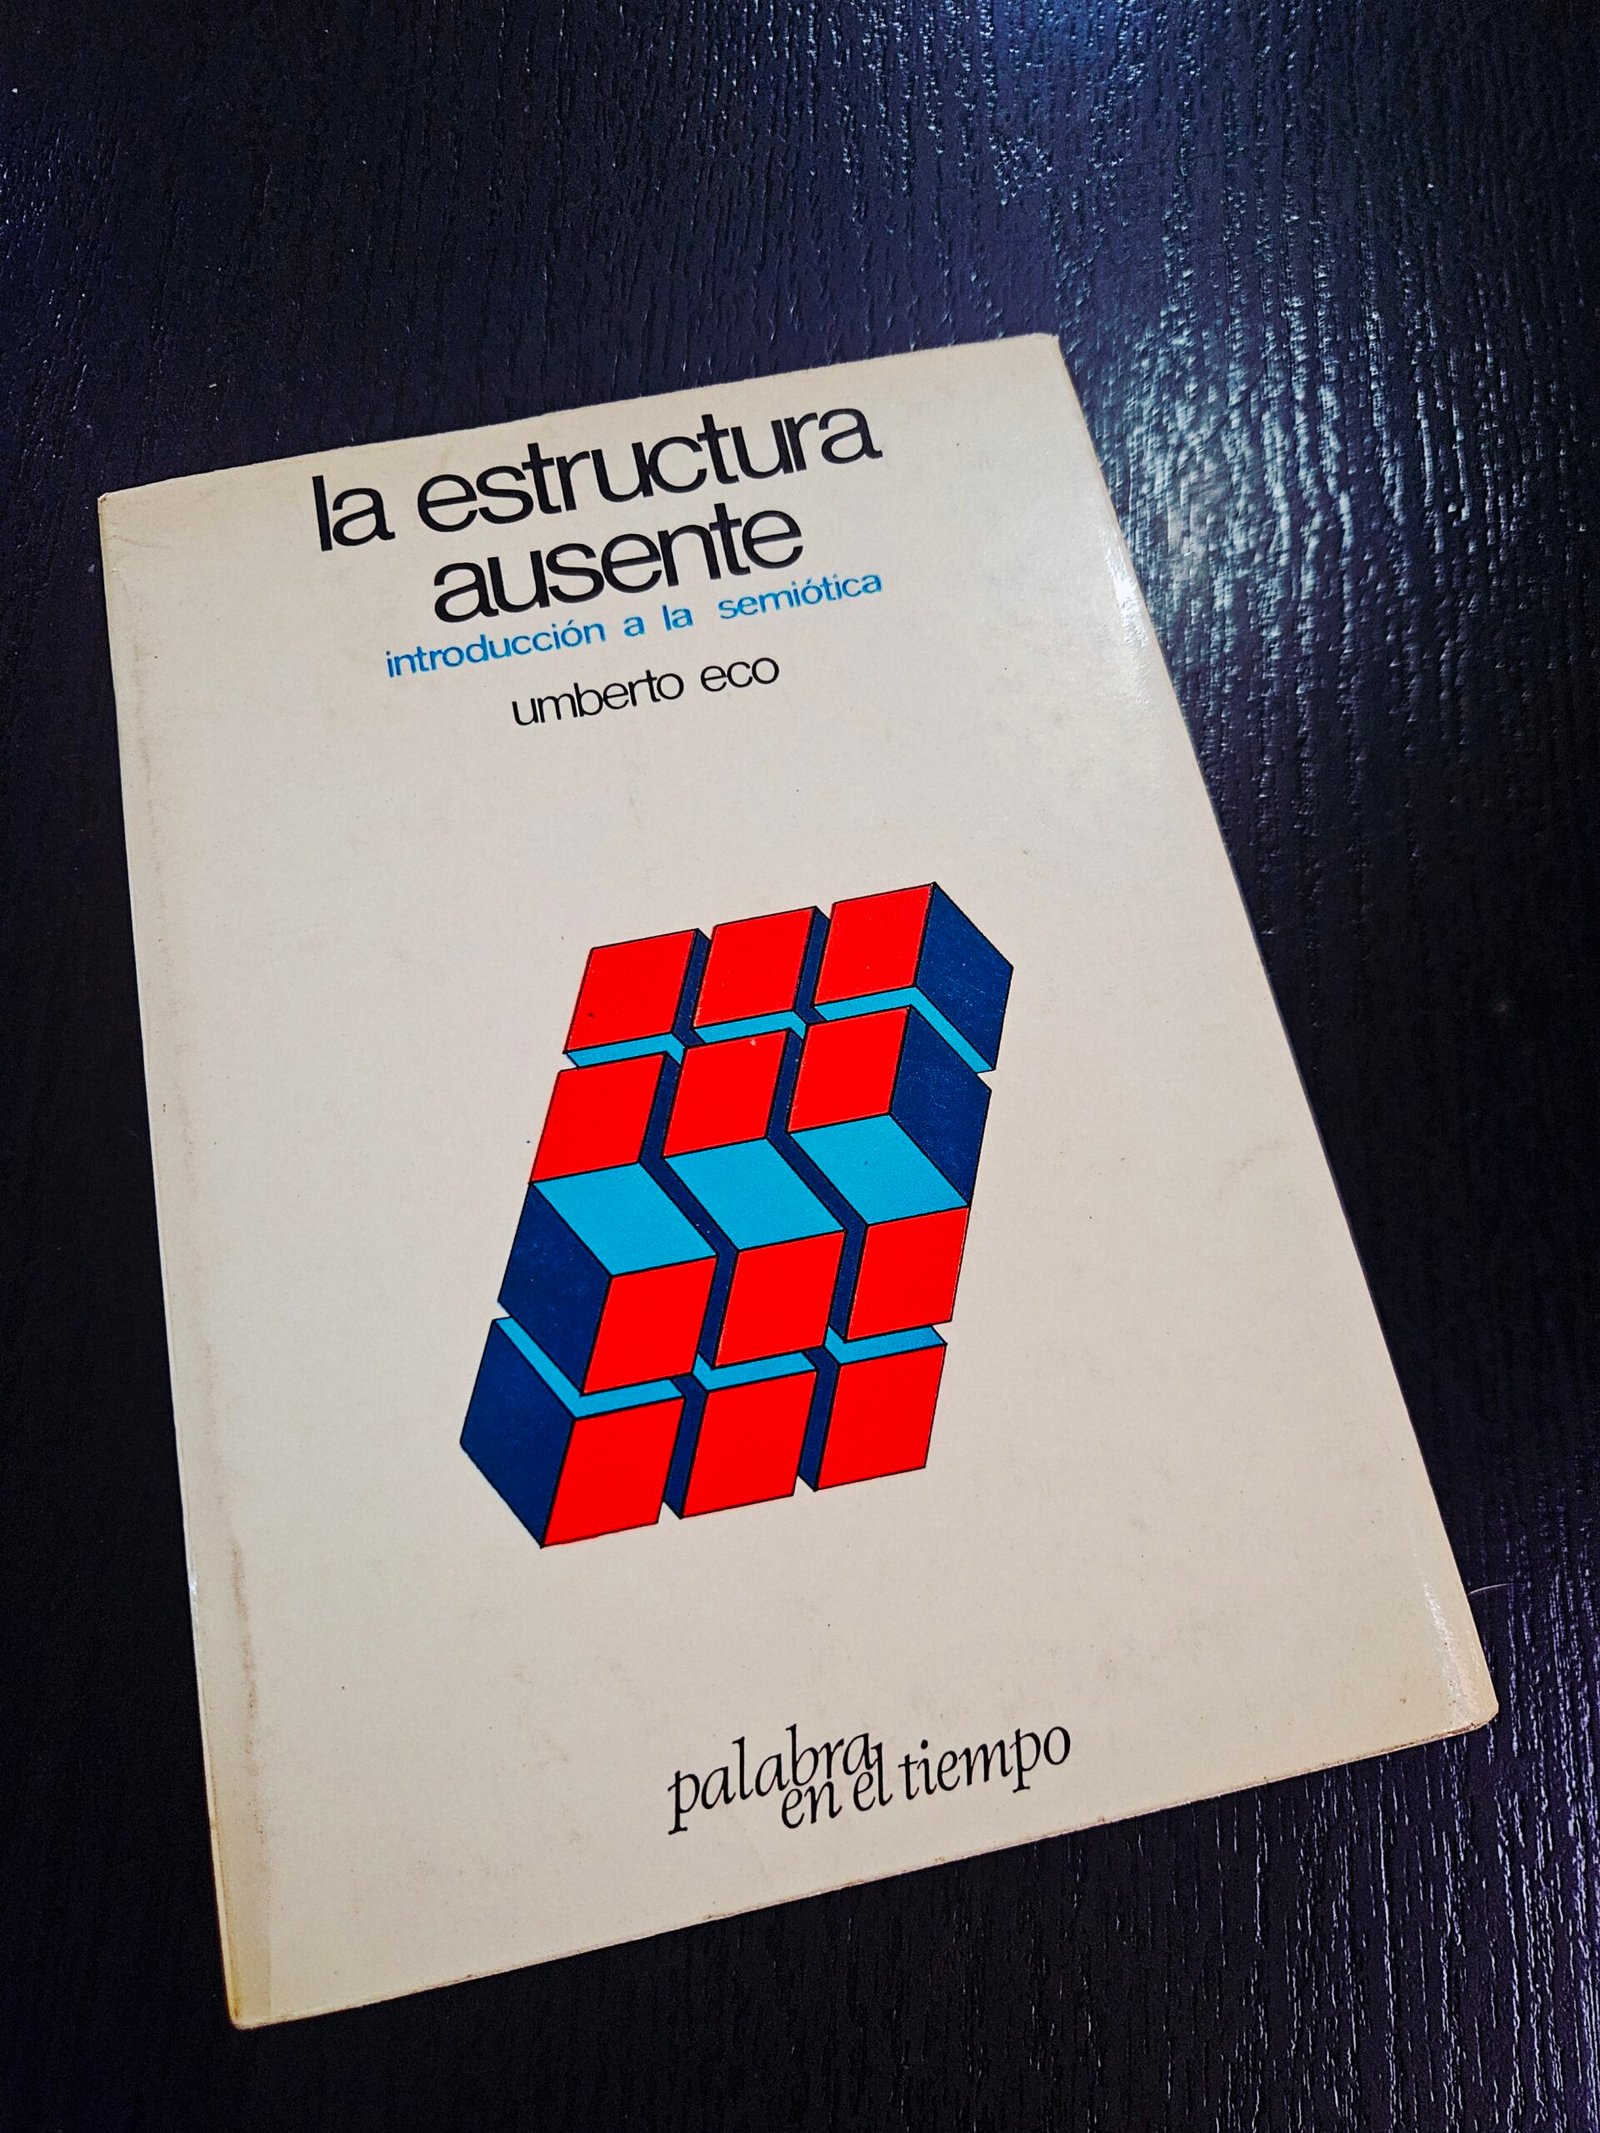 la estructura
ausente
introducción a la semiótica
umberto eco
palabra
en el tiempo